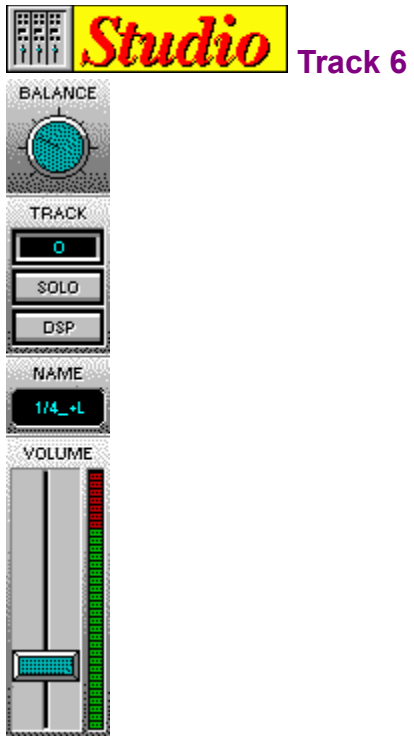 Studio Track 6
BALANCE
TRACK
0
SOLO
DSP
NAME
1/4_+L
VOLUME